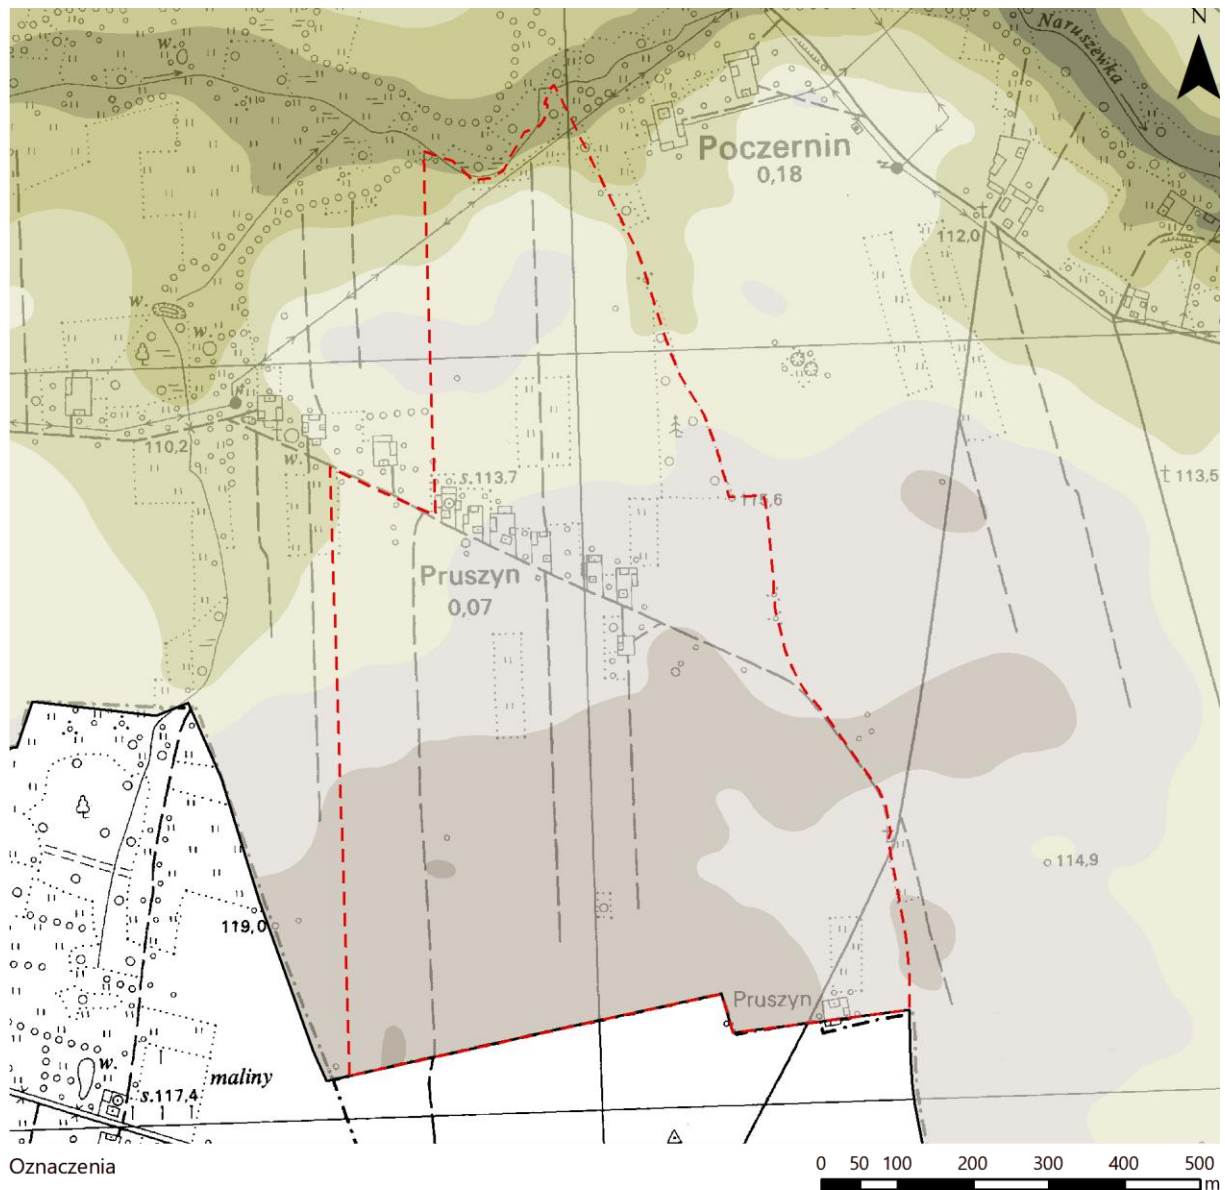 N
w.
Naruszewka
Poczernin
0,18
112,0
w.
w.
110,2
w.
s.113,7
113,5
115,6
Pruszyn
0,07
114,9
119,0
Pruszyn
w.
maliny
s.117,4
Oznaczenia
0 50 100 200 300 400 500
m